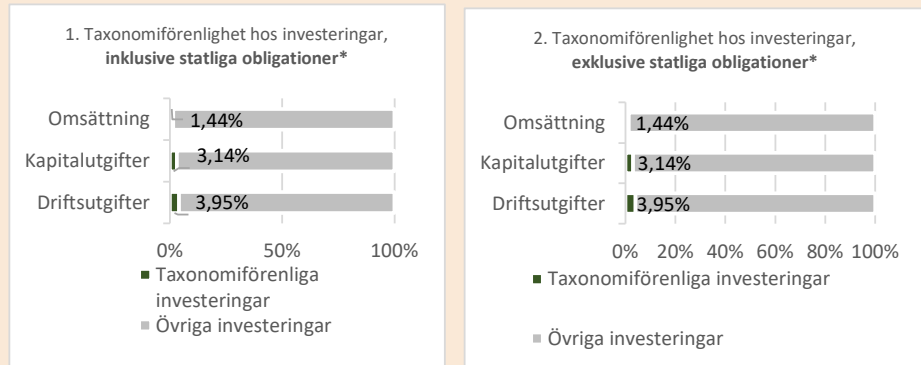 1. Taxonomiförenlighet hos investeringar,
inklusive statliga obligationer*
Omsättning
1,44%
Kapitalutgifter
3,14%
Driftsutgifter
3,95%
0% 50% 100%
Taxonomiförenliga
investeringar
Övriga investeringar
2. Taxonomiförenlighet hos investeringar,
exklusive statliga obligationer*
Omsättning
1,44%
Kapitalutgifter
3,14%
Driftsutgifter
3,95%
0% 20% 40% 60% 80% 100%
Taxonomiförenliga investeringar
Övriga investeringar